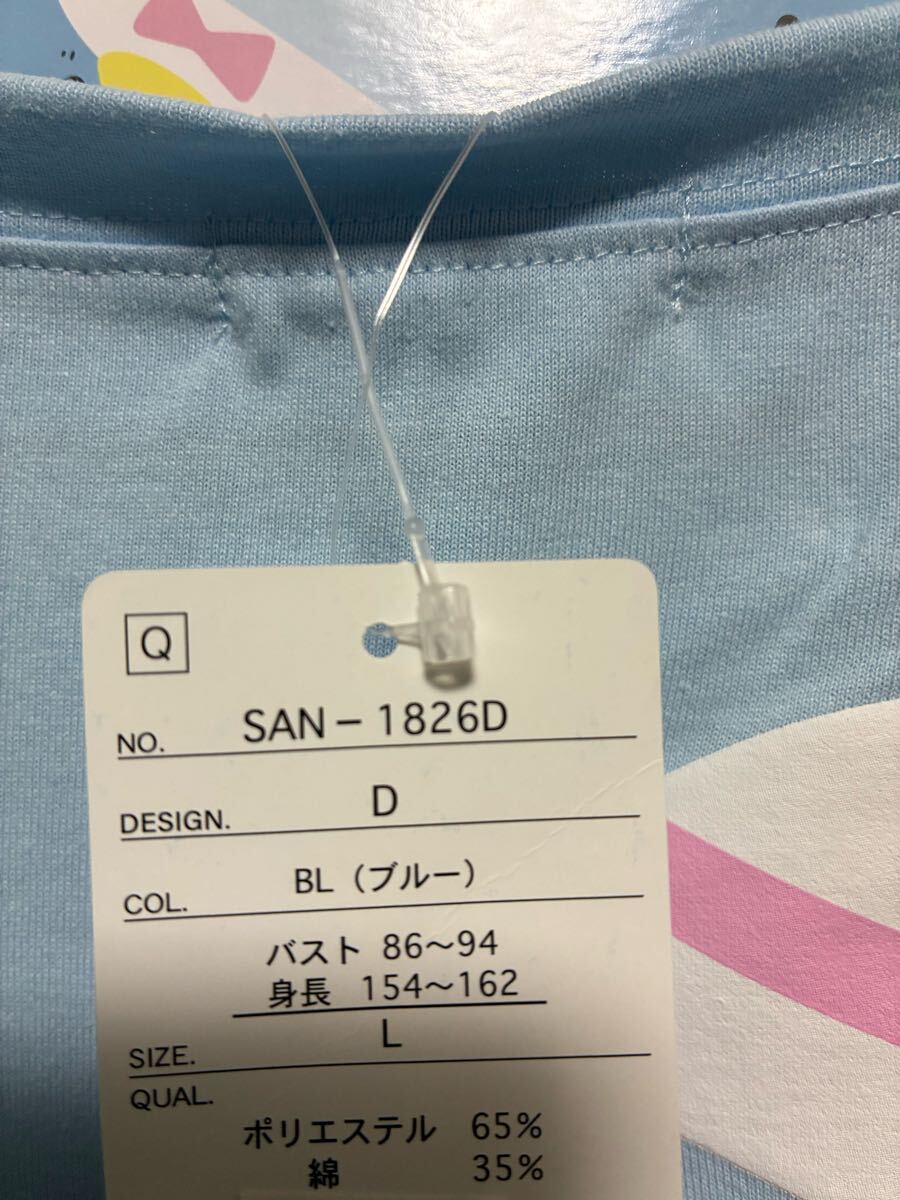 Q
NO. SAN-1826D
DESIGN. D
COL. BL（ブルー）
バスト 86～94
身長 154～162
SIZE. L
QUAL.
ポリエステル 65%
綿 35%